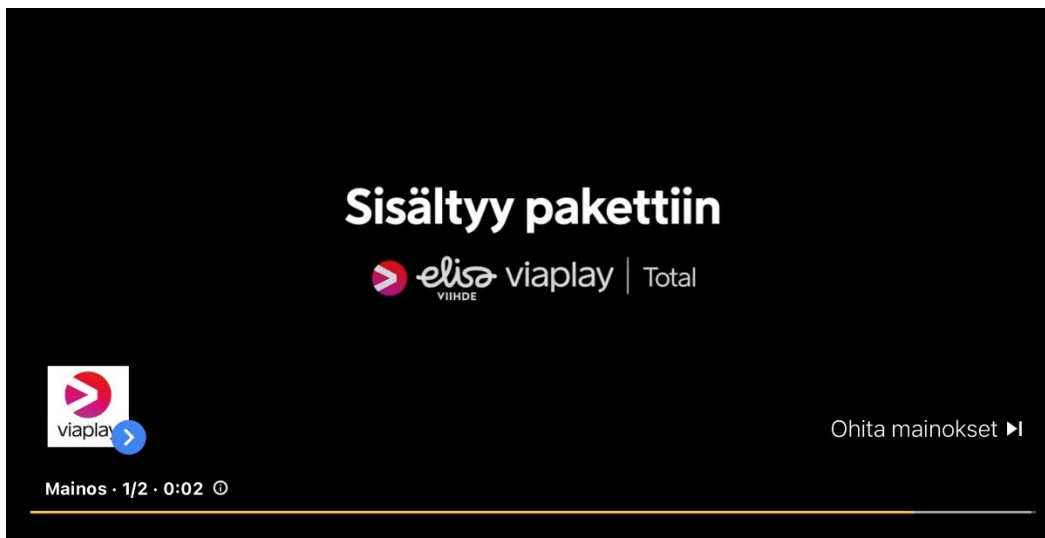 Sisältyy pakettiin
elisa viaplay | Total
VIIHDE
viaplay
Ohita mainokset
Mainos · 1/2 · 0:02